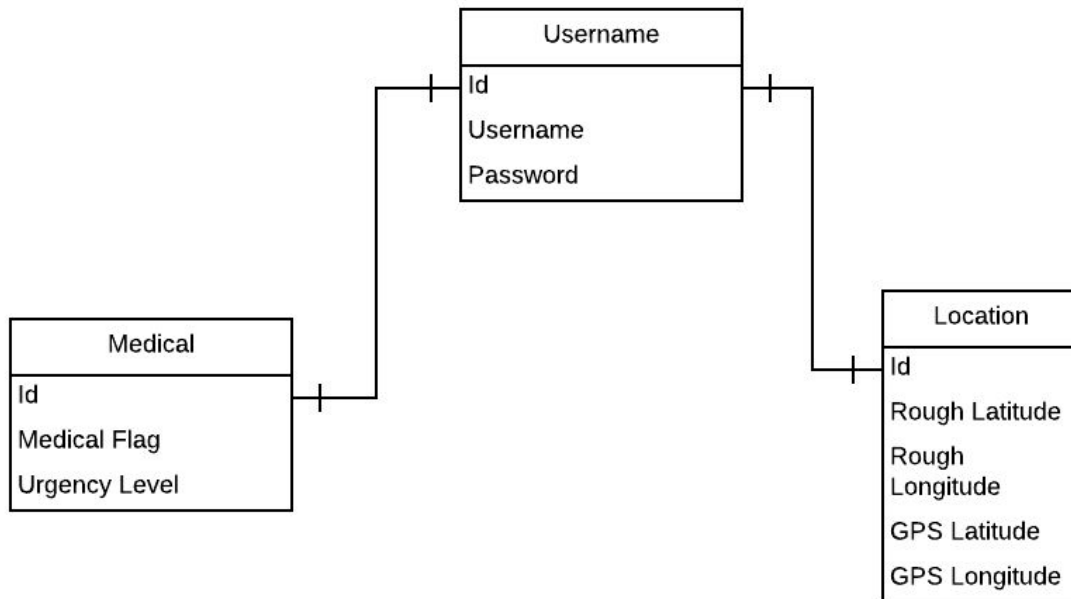 Username
Id
Username
Password
Medical
Id
Medical Flag
Urgency Level
Location
Id
Rough Latitude
Rough
Longitude
GPS Latitude
GPS Longitude